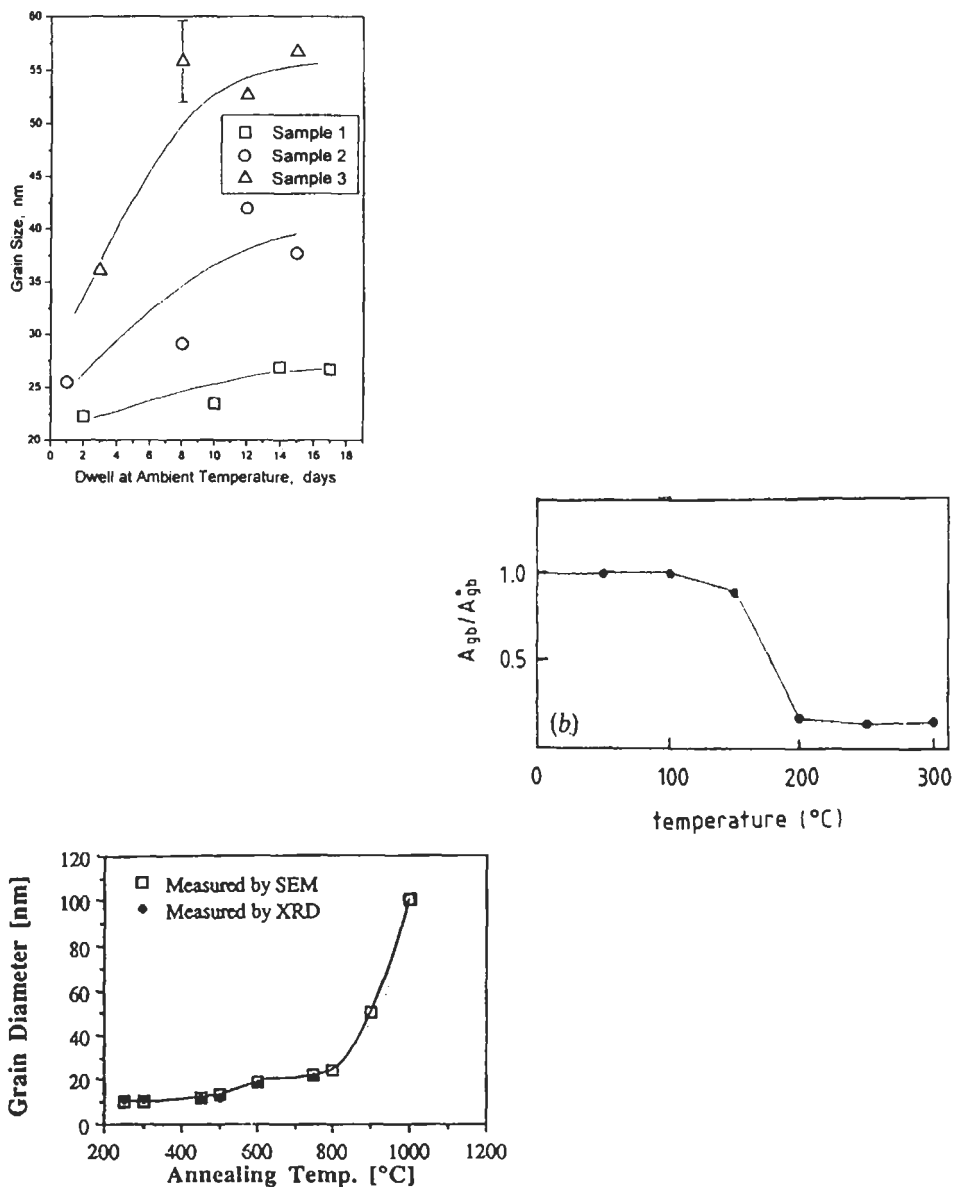 60
55
50
45
40
35
30
25
20
Grain Size, nm
Sample 1
Sample 2
Sample 3
0 2 4 6 8 10 12 14 16 18
Dwell at Ambient Temperature, days
1.0
0.5
A gb / A° gb
(b)
0 100 200 300
temperature (°C)
120
100
80
60
40
20
0
Grain Diameter [nm]
Measured by SEM
Measured by XRD
200 400 600 800 1000 1200
Annealing Temp. [°C]